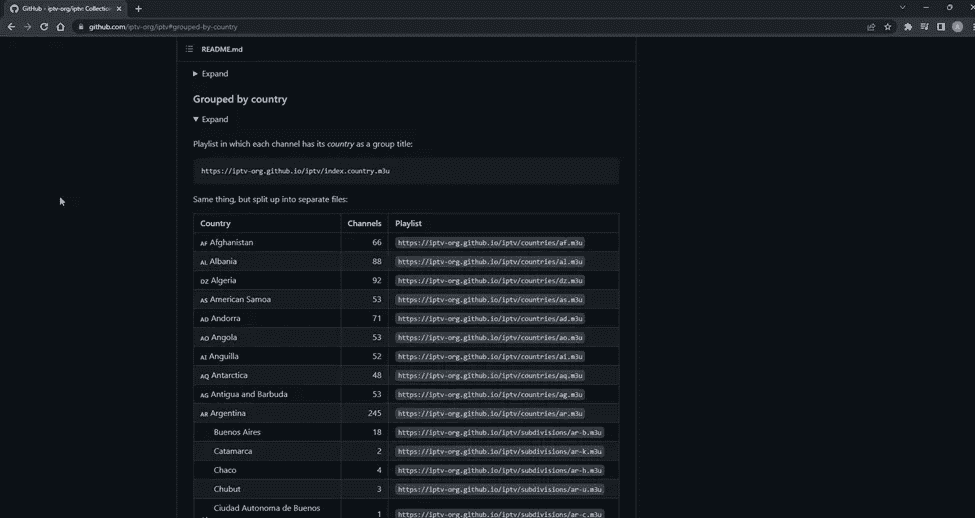 GitHub - iptv-org/iptv: Collection
github.com/iptv-org/iptv#grouped-by-country
A
README.md
Expand
Grouped by country
Expand
Playlist in which each channel has its country as a group title:
https://iptv-org.github.io/iptv/index.country.m3u
Same thing, but split up into separate files:
Country Channels Playlist
AF Afghanistan 66 https://iptv-org.github.io/iptv/countries/af.m3u
AL Albania 88 https://iptv-org.github.io/iptv/countries/al.m3u
DZ Algeria 92 https://iptv-org.github.io/iptv/countries/dz.m3u
AS American Samoa 53 https://iptv-org.github.io/iptv/countries/as.m3u
AD Andorra 71 https://iptv-org.github.io/iptv/countries/ad.m3u
AO Angola 53 https://iptv-org.github.io/iptv/countries/ao.m3u
AI Anguilla 52 https://iptv-org.github.io/iptv/countries/ai.m3u
AQ Antarctica 48 https://iptv-org.github.io/iptv/countries/aq.m3u
AG Antigua and Barbuda 53 https://iptv-org.github.io/iptv/countries/ag.m3u
AR Argentina 245 https://iptv-org.github.io/iptv/countries/ar.m3u
Buenos Aires 18 https://iptv-org.github.io/iptv/subdivisions/ar-b.m3u
Catamarca 2 https://iptv-org.github.io/iptv/subdivisions/ar-k.m3u
Chaco 4 https://iptv-org.github.io/iptv/subdivisions/ar-h.m3u
Chubut 3 https://iptv-org.github.io/iptv/subdivisions/ar-u.m3u
Ciudad Autonoma de Buenos 1 https://iptv-org.github.io/iptv/subdivisions/ar-c.m3u